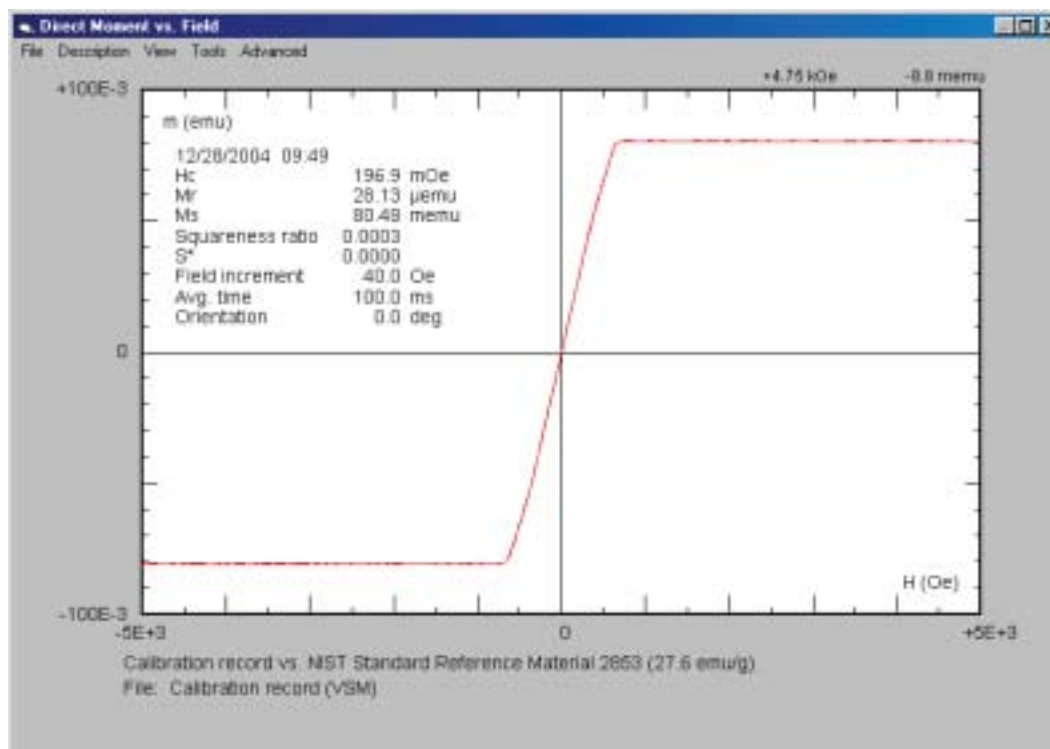 Direct Moment vs. Field
File Description View Tools Advanced
+4.75 kOe -8.8 memu
+100E-3
m (emu)
12/28/2004 09:49
Hc 196.9 mOe
Mr 28.13 µemu
Ms 80.48 memu
Squareness ratio 0.0003
S* 0.0000
Field increment 40.0 Oe
Avg. time 100.0 ms
Orientation 0.0 deg
0
H (Oe)
-100E-3
-5E+3 0 +5E+3
Calibration record vs. NIST Standard Reference Material 2853 (27.6 emu/g)
File: Calibration record (VSM)